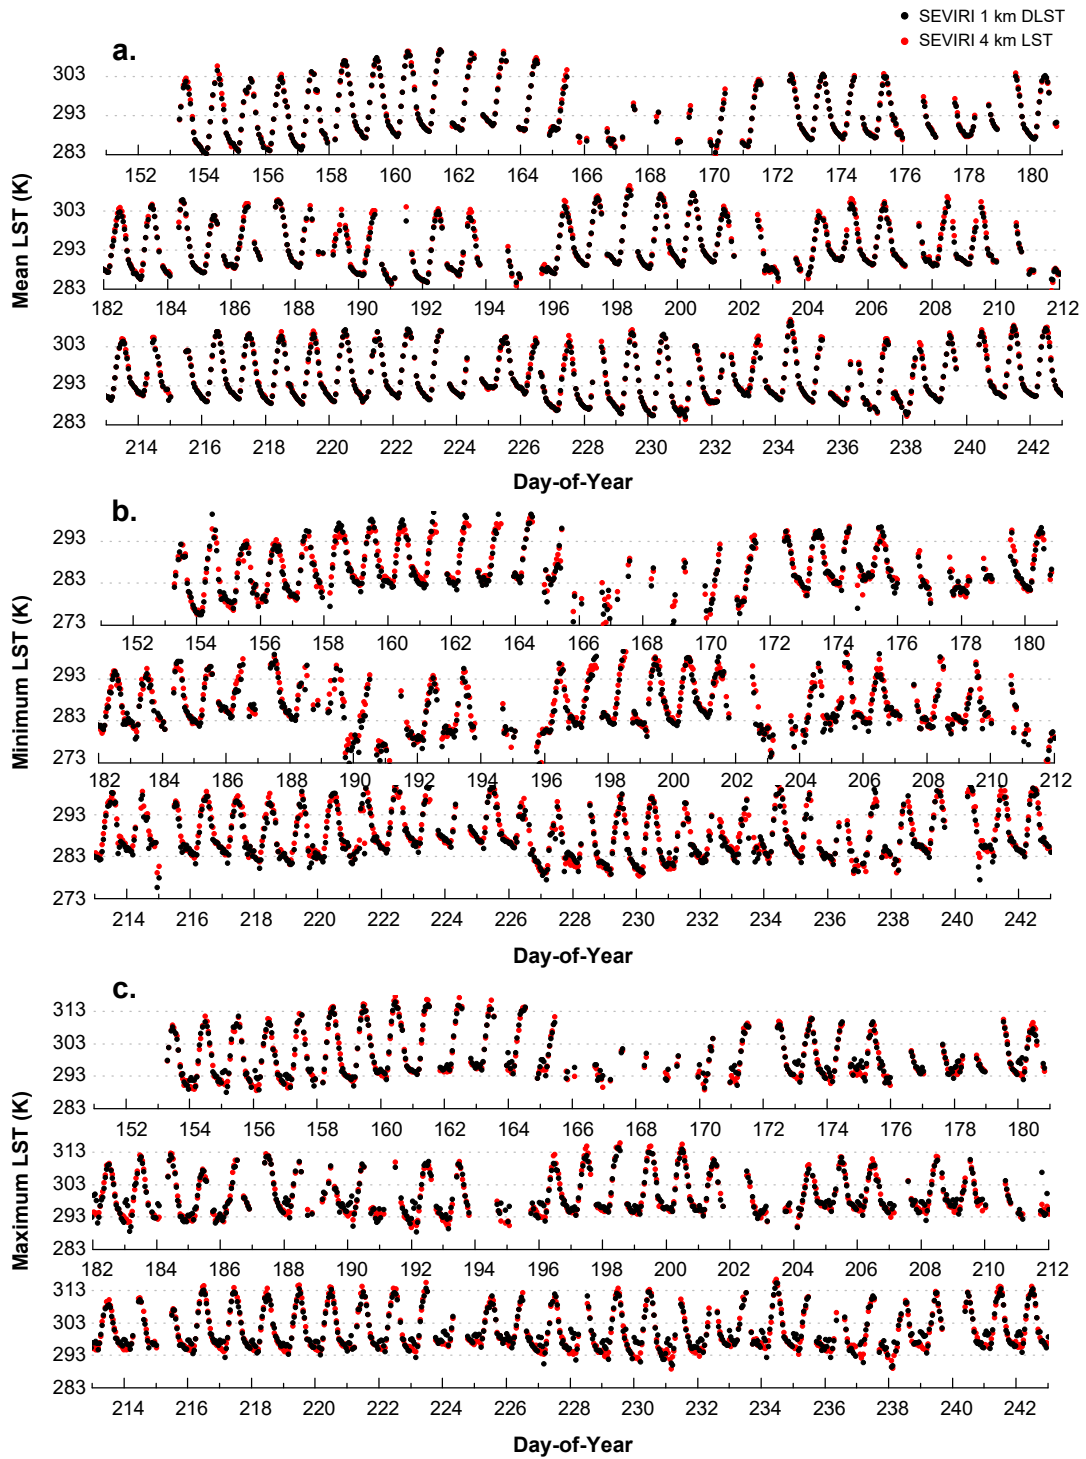 SEVIRI 1 km DLST
SEVIRI 4 km LST
a.
Mean LST (K)
303
293
283
152 154 156 158 160 162 164 166 168 170 172 174 176 178 180
303
293
283
182 184 186 188 190 192 194 196 198 200 202 204 206 208 210 212
303
293
283
214 216 218 220 222 224 226 228 230 232 234 236 238 240 242
Day-of-Year
b.
Minimum LST (K)
293
283
273
152 154 156 158 160 162 164 166 168 170 172 174 176 178 180
293
283
273
182 184 186 188 190 192 194 196 198 200 202 204 206 208 210 212
293
283
273
214 216 218 220 222 224 226 228 230 232 234 236 238 240 242
Day-of-Year
c.
Maximum LST (K)
313
303
293
283
152 154 156 158 160 162 164 166 168 170 172 174 176 178 180
313
303
293
283
182 184 186 188 190 192 194 196 198 200 202 204 206 208 210 212
313
303
293
283
214 216 218 220 222 224 226 228 230 232 234 236 238 240 242
Day-of-Year